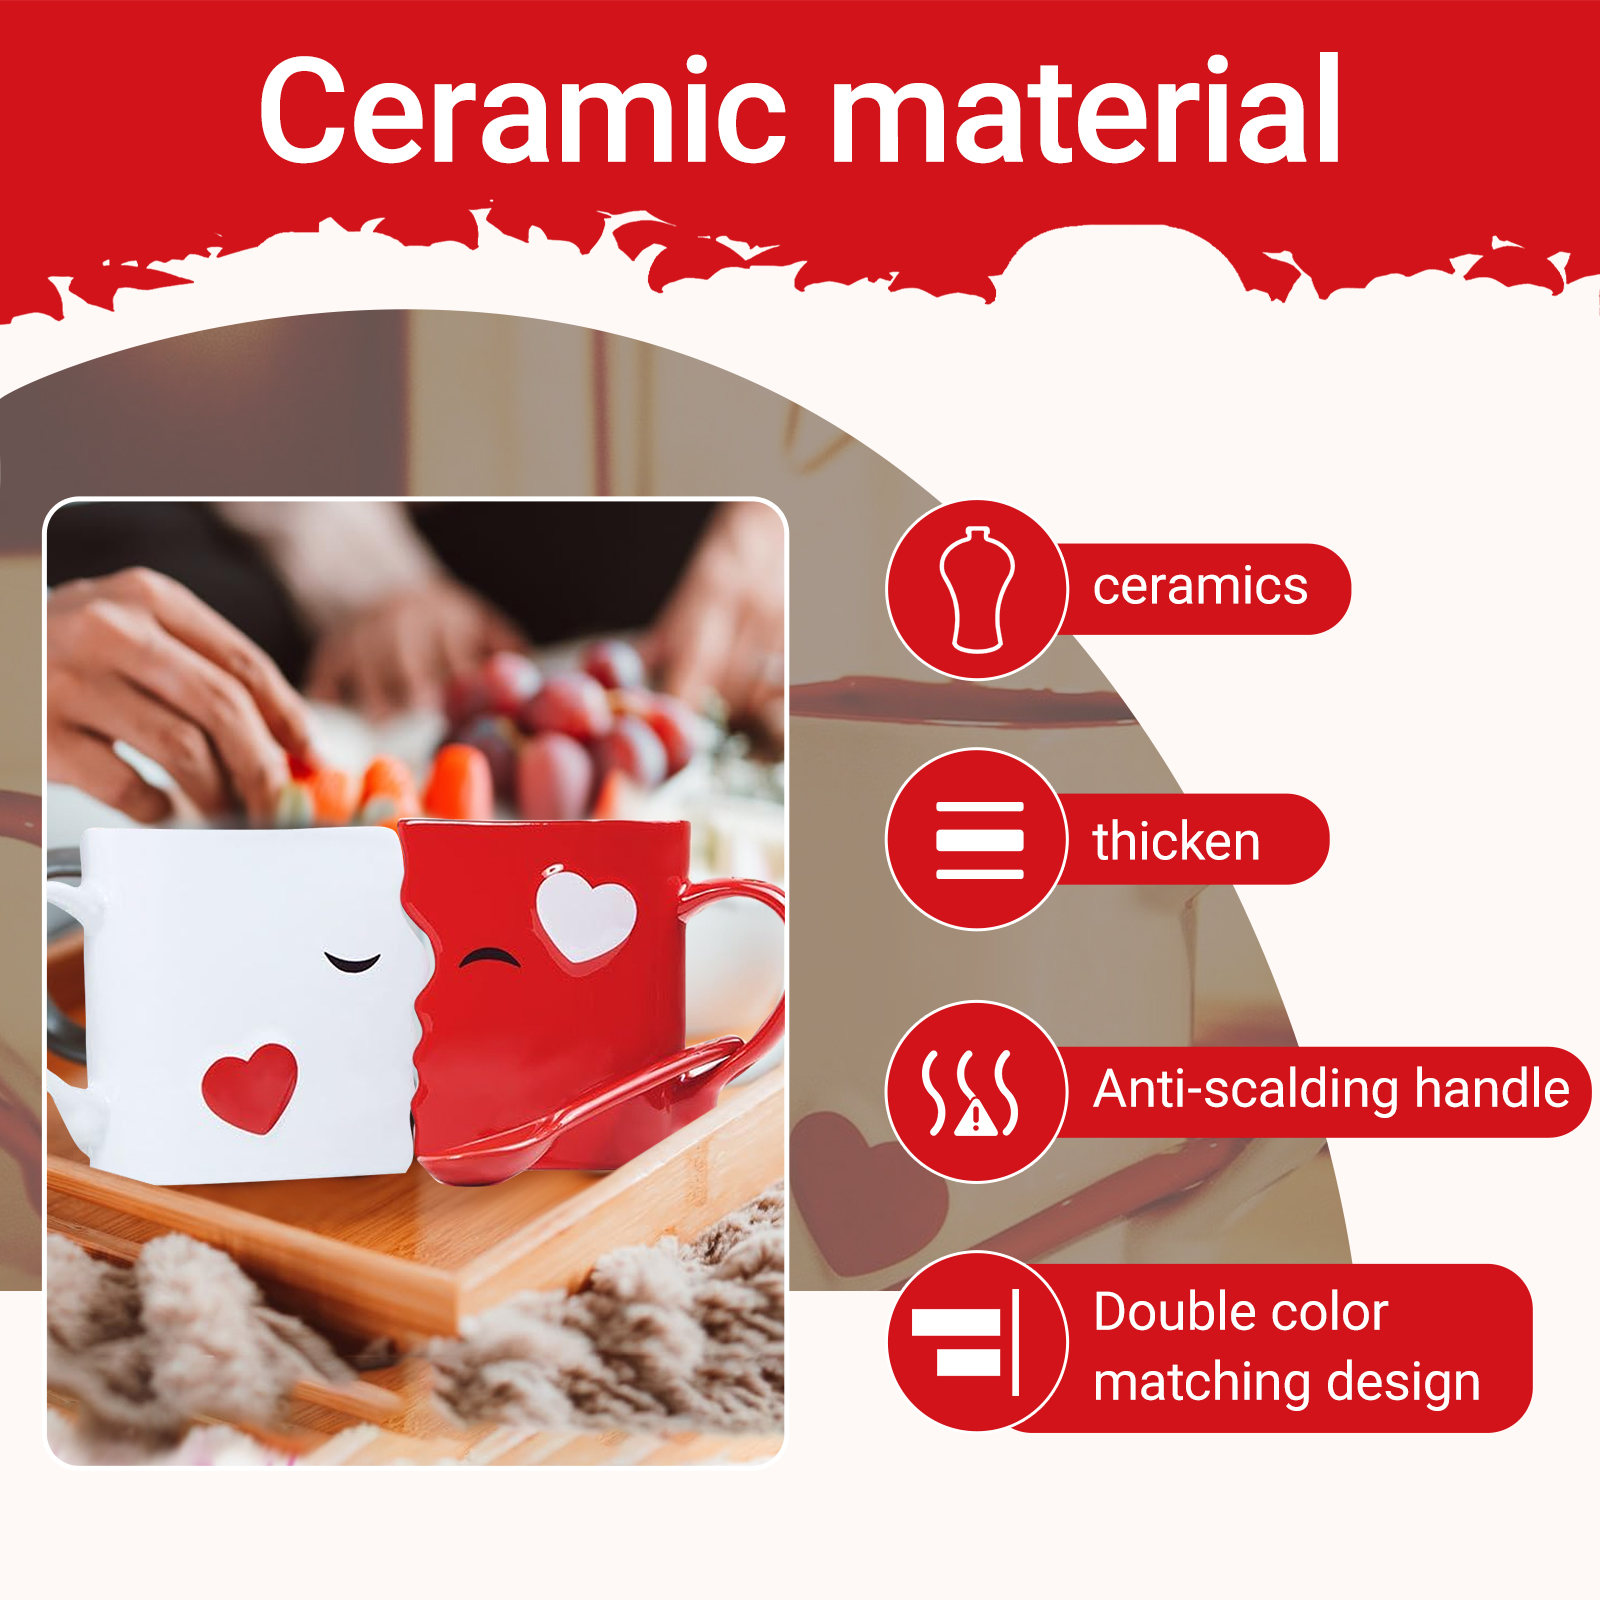 Ceramic material
ceramics
thicken
Anti-scalding handle
Double color
matching design